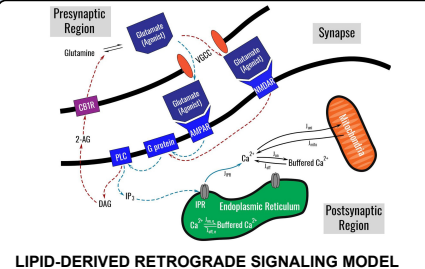 Presynaptic
Region
Glutamate
(Agonist)
Glutamine
Synapse
VGCC
Glutamate
(Agonist)
NMDAR
CB1R
Glutamate
(Agonist)
AMPAR
2-AG
G protein
PLC
Mitochondria
Ca²⁺
Buffered Ca²⁺
DAG
IP₃
IPR
Endoplasmic Reticulum
Ca²⁺
Buffered Ca²⁺
Postsynaptic
Region
LIPID-DERIVED RETROGRADE SIGNALING MODEL